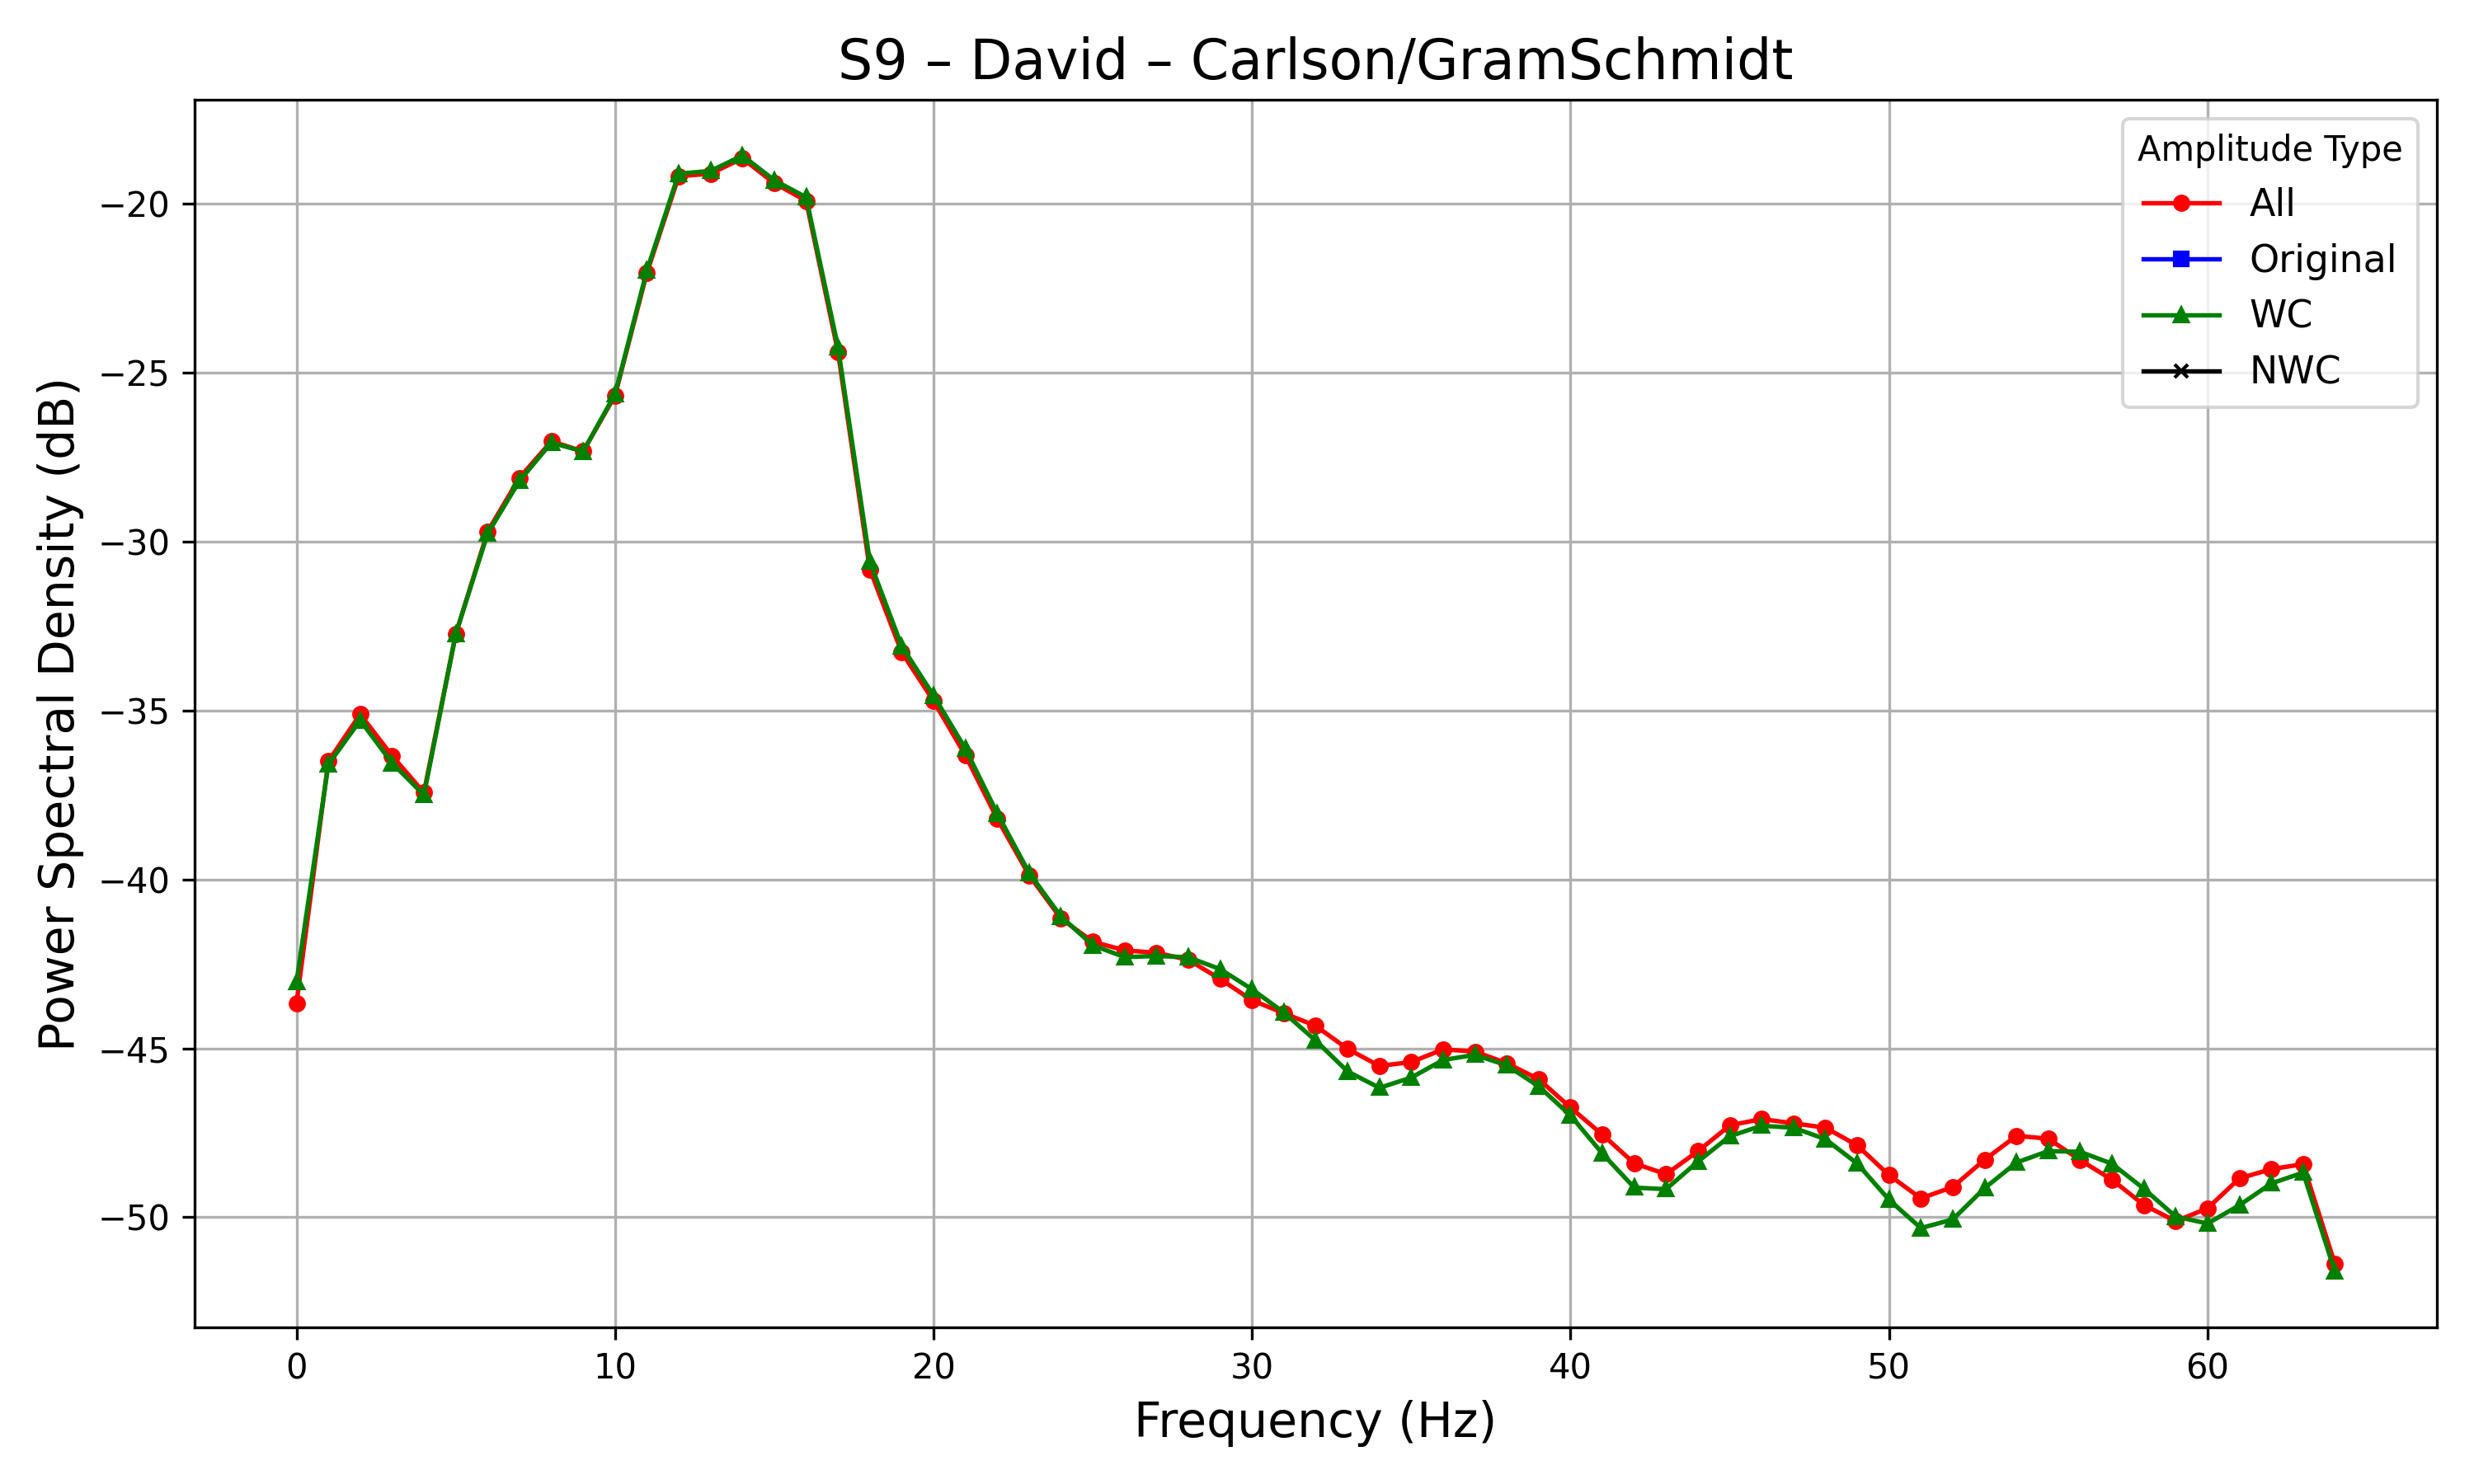 S9 – David – Carlson/GramSchmidt
Power Spectral Density (dB)
−20
−25
−30
−35
−40
−45
−50
Amplitude Type
All
Original
WC
NWC
0 10 20 30 40 50 60
Frequency (Hz)